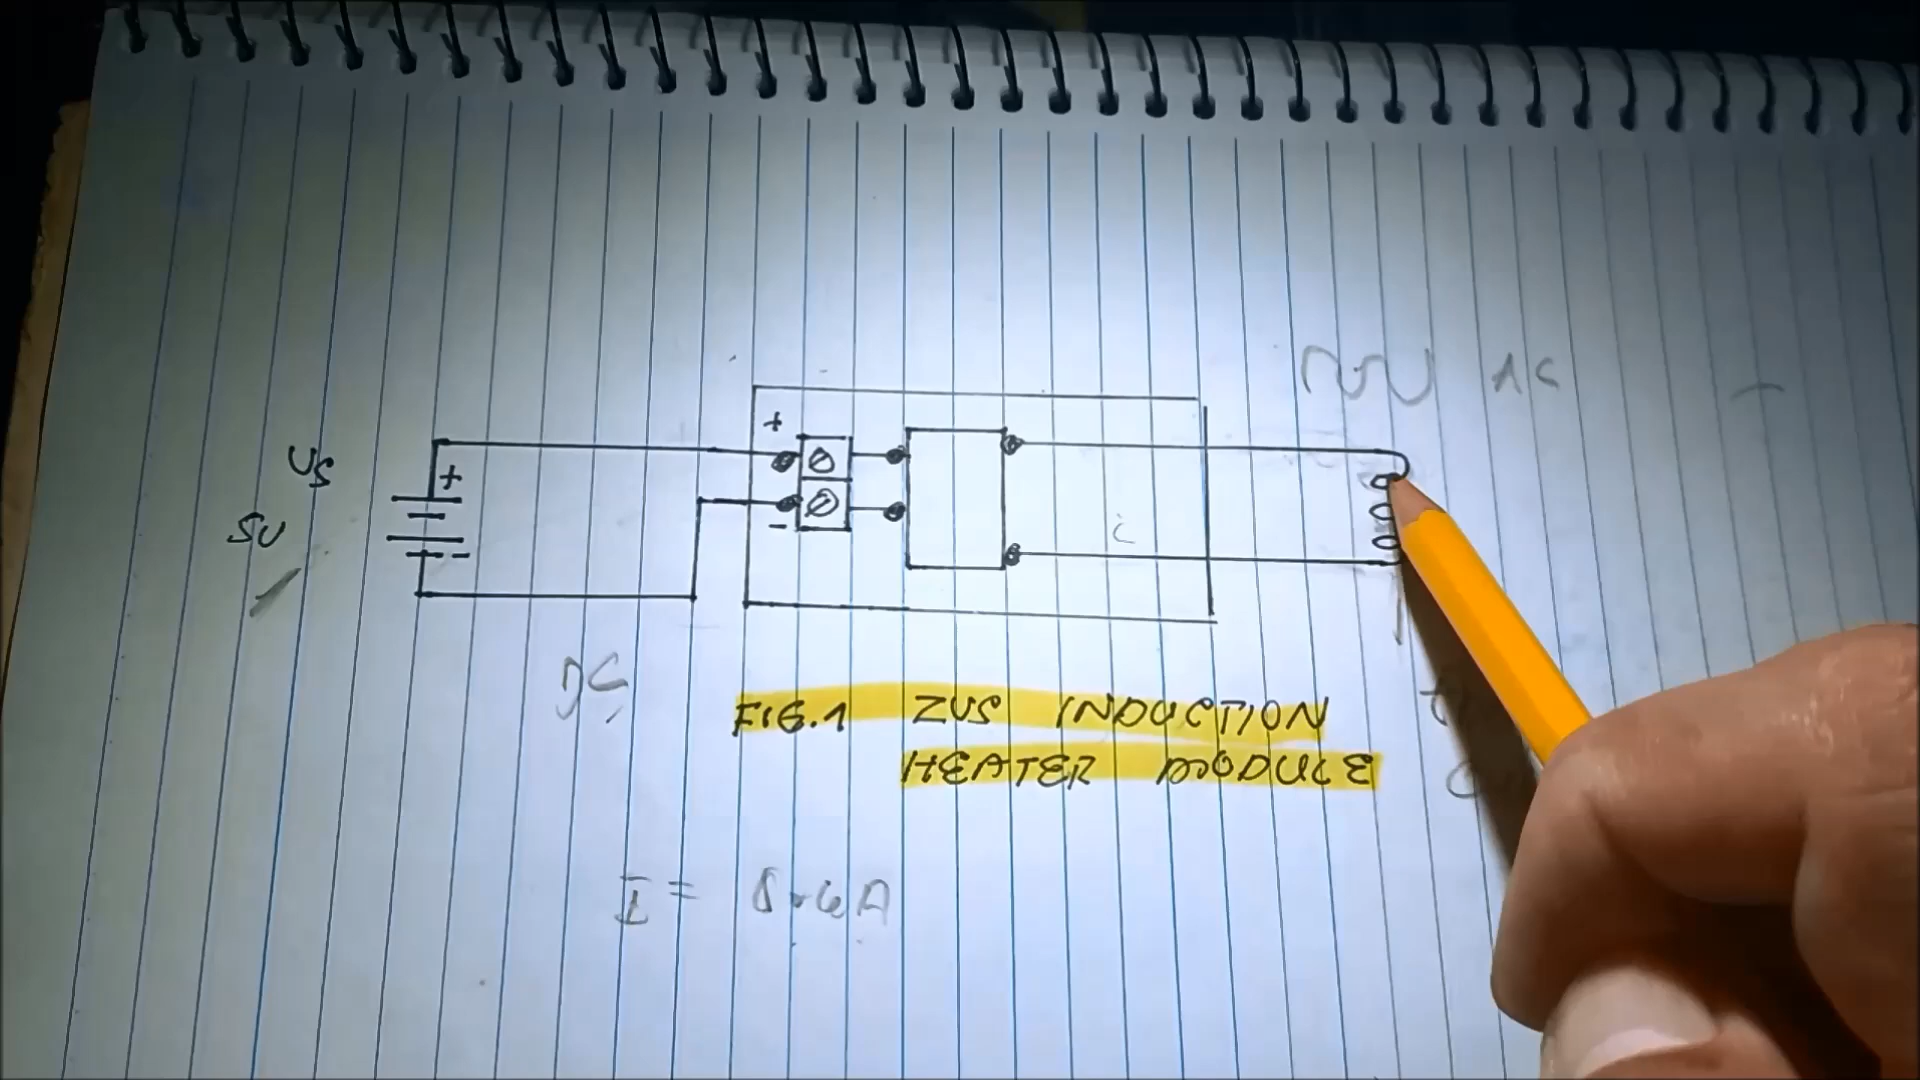 AC
+
VS
+
5V
-
-
i
DC
FIG.1 ZVS INDUCTION
HEATER MODULE
I =